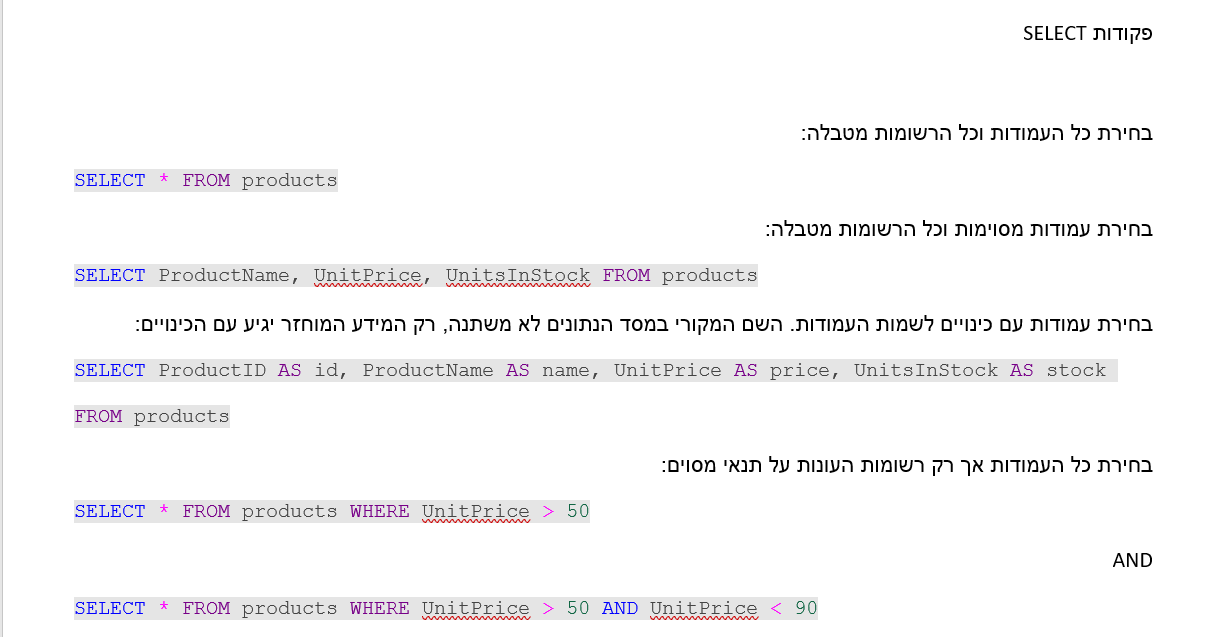 פקודות SELECT
בחירת כל העמודות וכל הרשומות מטבלה:
SELECT * FROM products
בחירת עמודות מסוימות וכל הרשומות מטבלה:
SELECT ProductName, UnitPrice, UnitsInStock FROM products
בחירת עמודות עם כינויים לשמות העמודות. השם המקורי במסד הנתונים לא משתנה, רק המידע המוחזר יגיע עם הכינויים:
SELECT ProductID AS id, ProductName AS name, UnitPrice AS price, UnitsInStock AS stock
FROM products
בחירת כל העמודות אך רק רשומות העונות על תנאי מסוים:
SELECT * FROM products WHERE UnitPrice > 50
AND
SELECT * FROM products WHERE UnitPrice > 50 AND UnitPrice < 90